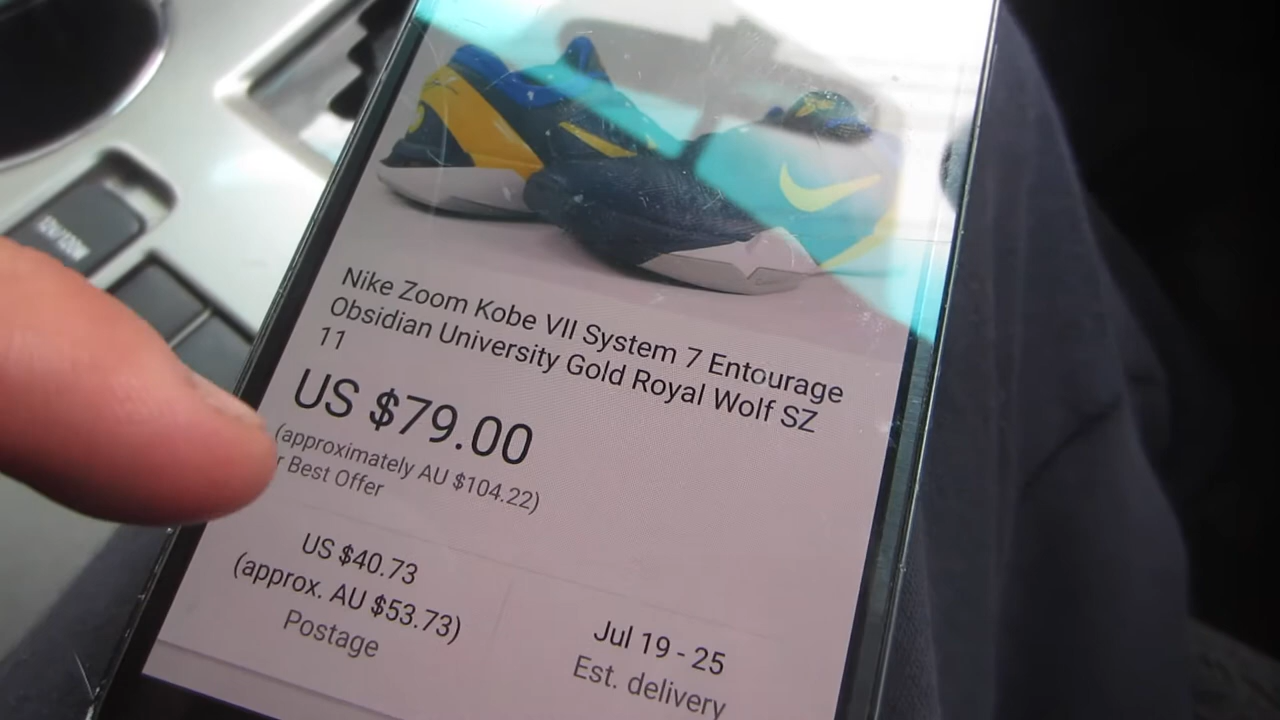 Nike Zoom Kobe VII System 7 Entourage
Obsidian University Gold Royal Wolf SZ
11
US $79.00
(approximately AU $104.22)
r Best Offer
US $40.73
(approx. AU $53.73)
Postage
Jul 19 - 25
Est. delivery